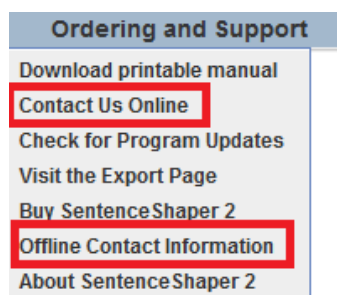 Ordering and Support
Download printable manual
Contact Us Online
Check for Program Updates
Visit the Export Page
Buy SentenceShaper 2
Offline Contact Information
About SentenceShaper 2